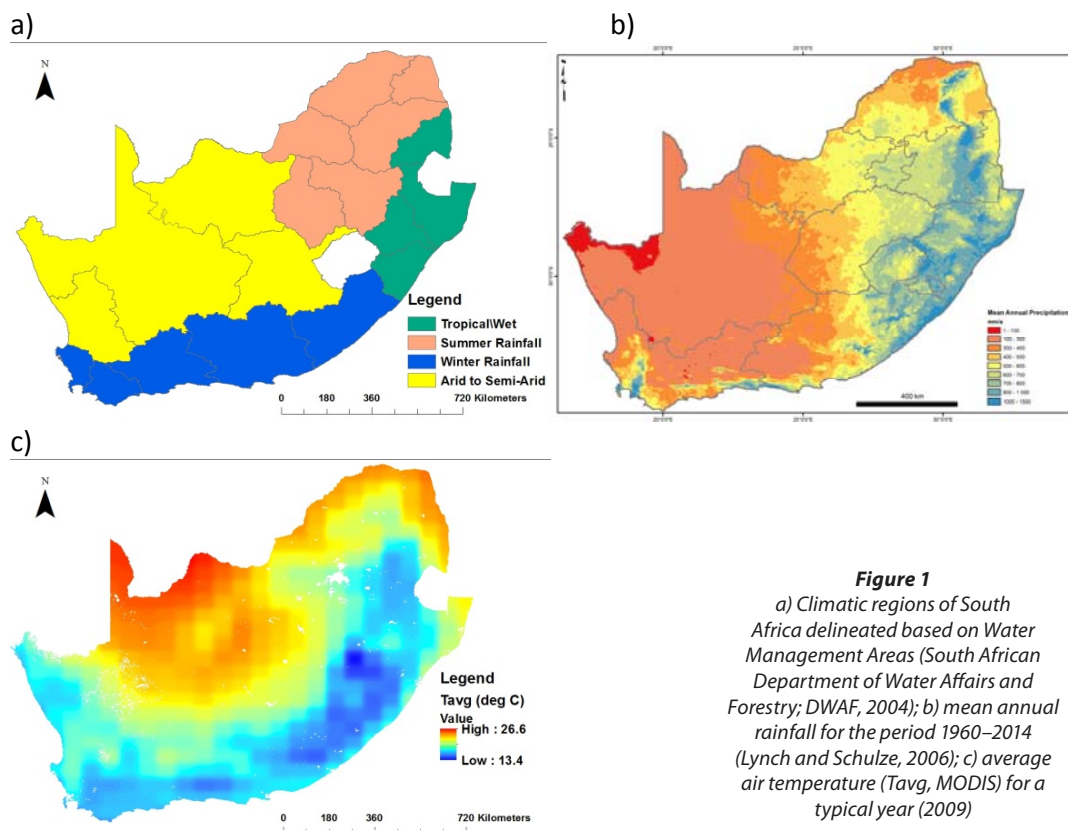 a)
N
Legend
Tropical\Wet
Summer Rainfall
Winter Rainfall
Arid to Semi-Arid
0 180 360 720 Kilometers
b)
Mean Annual Precipitation
mm/a
400 km
c)
N
Legend
Tavg (deg C)
Value
High : 26.6
Low : 13.4
0 180 360 720 Kilometers
Figure 1
a) Climatic regions of South
Africa delineated based on Water
Management Areas (South African
Department of Water Affairs and
Forestry; DWAF, 2004); b) mean annual
rainfall for the period 1960–2014
(Lynch and Schulze, 2006); c) average
air temperature (Tavg, MODIS) for a
typical year (2009)